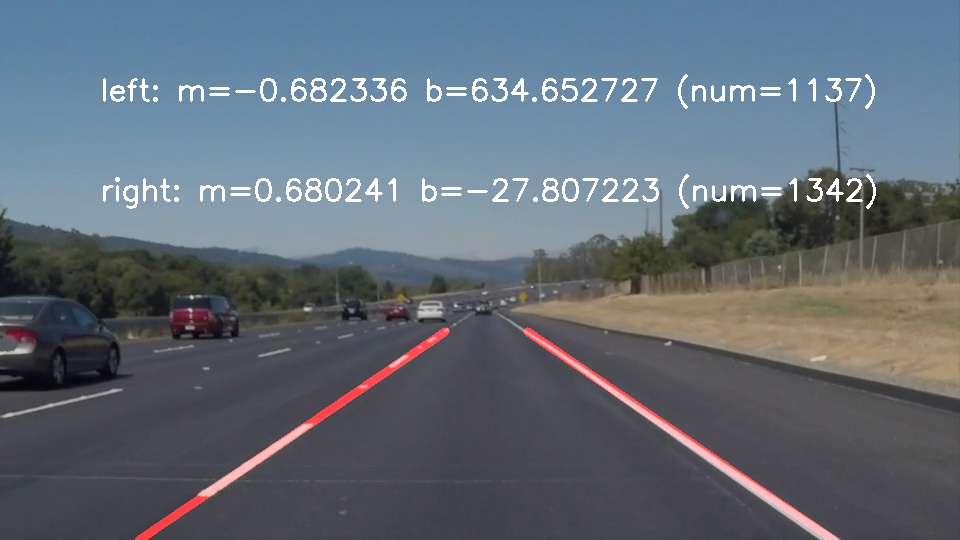 left: m=-0.682336 b=634.652727 (num=1137)
right: m=0.680241 b=-27.807223 (num=1342)